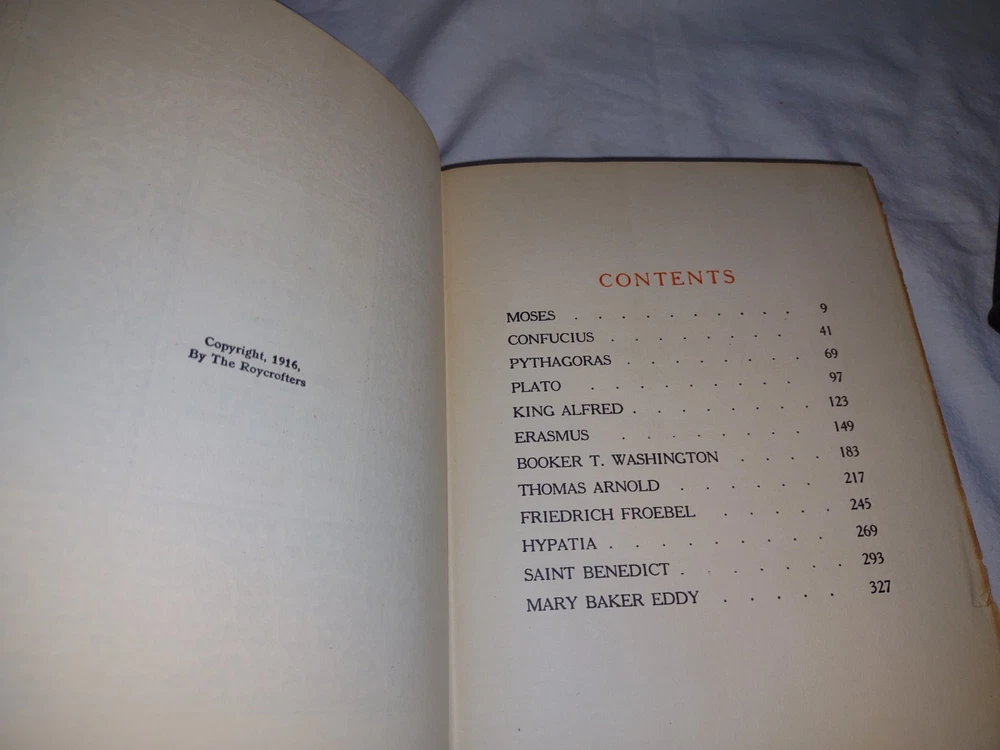 Copyright, 1916,
By The Roycrofters
CONTENTS
MOSES . . . . . . . . . 9
CONFUCIUS . . . . . . . . 41
PYTHAGORAS . . . . . . . 69
PLATO . . . . . . . . . 97
KING ALFRED . . . . . . . 123
ERASMUS . . . . . . . 149
BOOKER T. WASHINGTON . . . . 183
THOMAS ARNOLD . . . . . . 217
FRIEDRICH FROEBEL . . . . . 245
HYPATIA . . . . . . . . . 269
SAINT BENEDICT . . . . . . . 293
MARY BAKER EDDY . . . . . 327